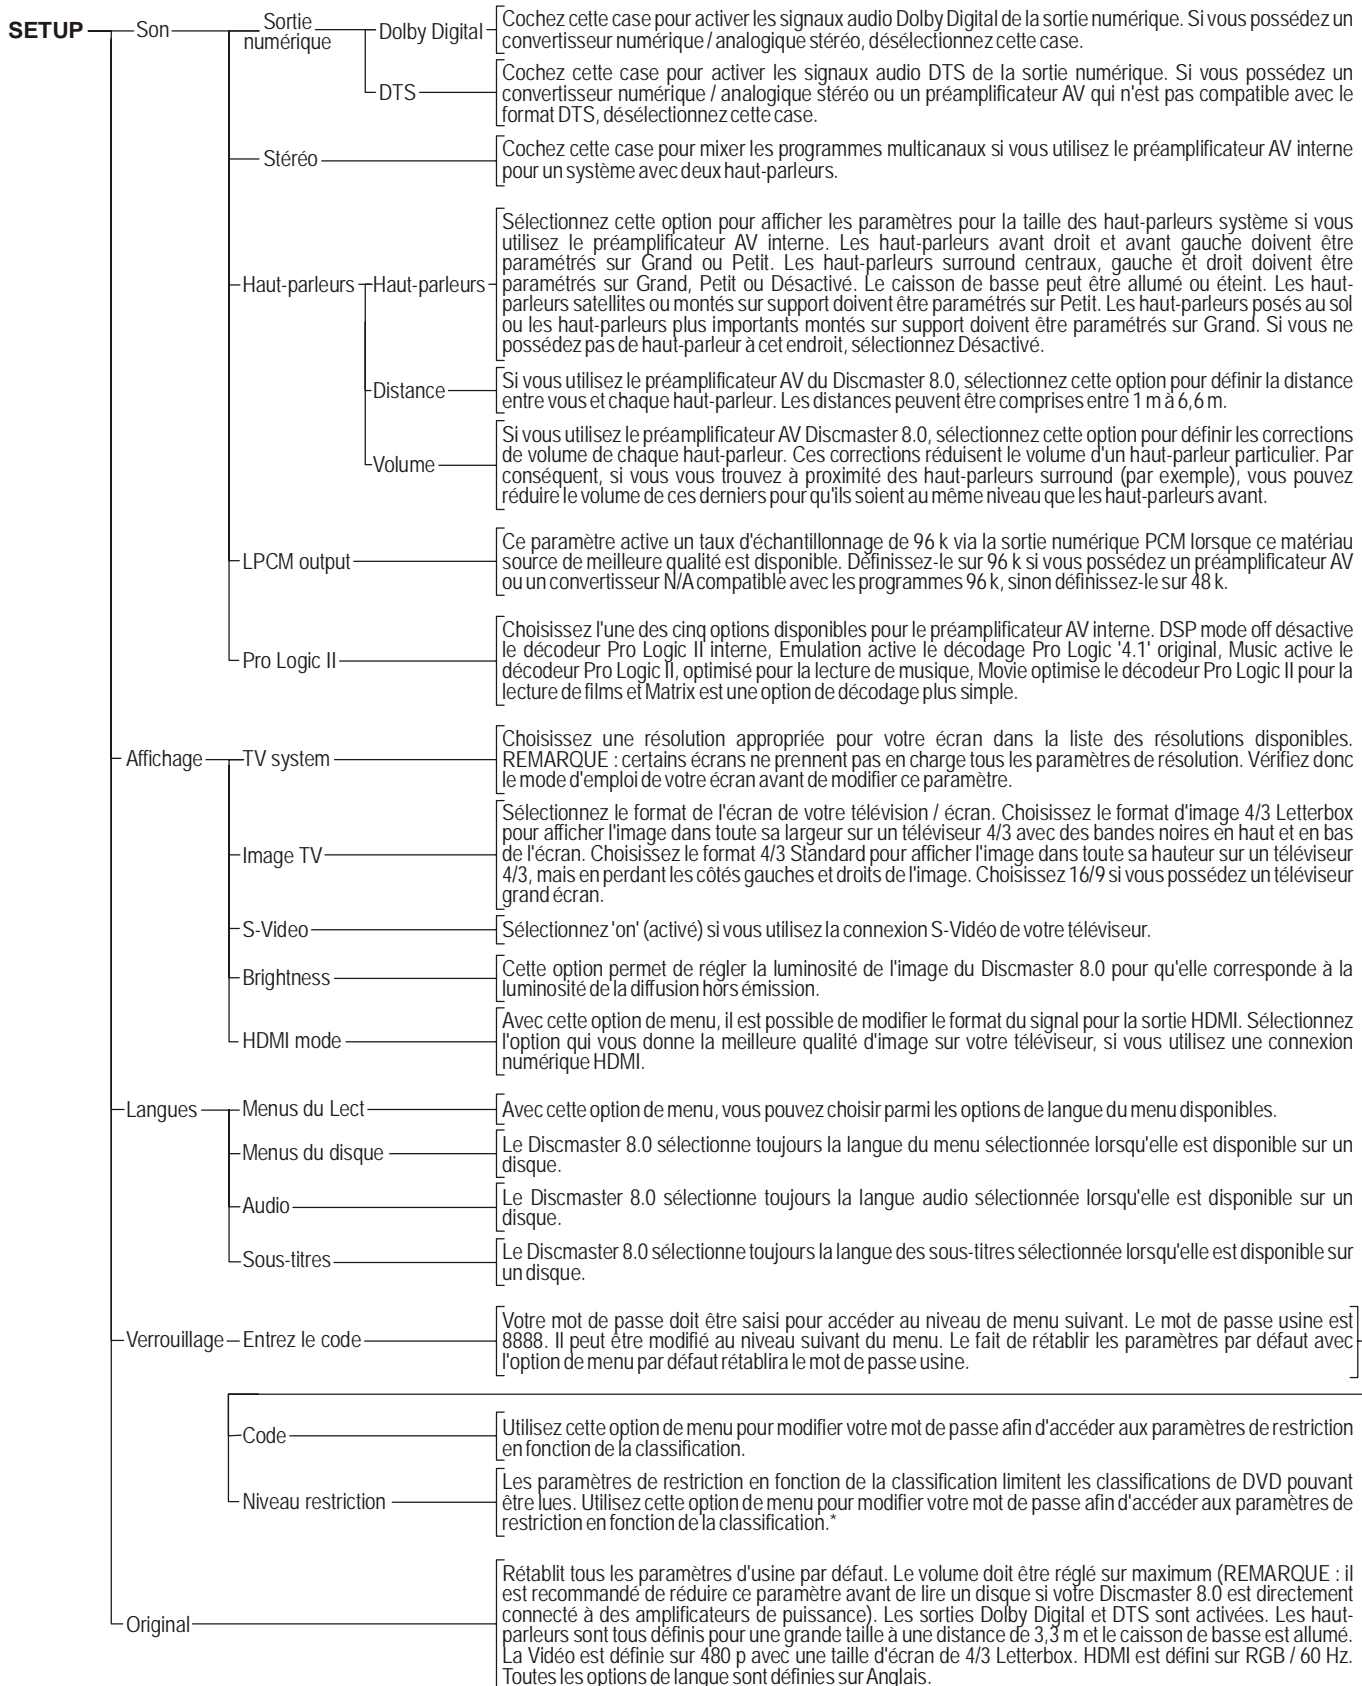 SETUP
Son
Sortie
numérique
Dolby Digital
Cochez cette case pour activer les signaux audio Dolby Digital de la sortie numérique. Si vous possédez un
convertisseur numérique / analogique stéréo, désélectionnez cette case.
DTS
Cochez cette case pour activer les signaux audio DTS de la sortie numérique. Si vous possédez un
convertisseur numérique / analogique stéréo ou un préamplificateur AV qui n'est pas compatible avec le
format DTS, désélectionnez cette case.
Stéréo
Cochez cette case pour mixer les programmes multicanaux si vous utilisez le préamplificateur AV interne
pour un système avec deux haut-parleurs.
Haut-parleurs
Haut-parleurs
Sélectionnez cette option pour afficher les paramètres pour la taille des haut-parleurs système si vous
utilisez le préamplificateur AV interne. Les haut-parleurs avant droit et avant gauche doivent être
paramétrés sur Grand ou Petit. Les haut-parleurs surround centraux, gauche et droit doivent être
paramétrés sur Grand, Petit ou Désactivé. Le caisson de basse peut être allumé ou éteint. Les haut-
parleurs satellites ou montés sur support doivent être paramétrés sur Petit. Les haut-parleurs posés au sol
ou les haut-parleurs plus importants montés sur support doivent être paramétrés sur Grand. Si vous ne
possédez pas de haut-parleur à cet endroit, sélectionnez Désactivé.
Distance
Si vous utilisez le préamplificateur AV du Discmaster 8.0, sélectionnez cette option pour définir la distance
entre vous et chaque haut-parleur. Les distances peuvent être comprises entre 1 m à 6,6 m.
Volume
Si vous utilisez le préamplificateur AV Discmaster 8.0, sélectionnez cette option pour définir les corrections
de volume de chaque haut-parleur. Ces corrections réduisent le volume d'un haut-parleur particulier. Par
conséquent, si vous vous trouvez à proximité des haut-parleurs surround (par exemple), vous pouvez
réduire le volume de ces derniers pour qu'ils soient au même niveau que les haut-parleurs avant.
LPCM output
Ce paramètre active un taux d'échantillonnage de 96 k via la sortie numérique PCM lorsque ce matériau
source de meilleure qualité est disponible. Définissez-le sur 96 k si vous possédez un préamplificateur AV
ou un convertisseur N/A compatible avec les programmes 96 k, sinon définissez-le sur 48 k.
Pro Logic II
Choisissez l'une des cinq options disponibles pour le préamplificateur AV interne. DSP mode off désactive
le décodeur Pro Logic II interne, Emulation active le décodage Pro Logic '4.1' original, Music active le
décodeur Pro Logic II, optimisé pour la lecture de musique, Movie optimise le décodeur Pro Logic II pour la
lecture de films et Matrix est une option de décodage plus simple.
Affichage
TV system
Choisissez une résolution appropriée pour votre écran dans la liste des résolutions disponibles.
REMARQUE : certains écrans ne prennent pas en charge tous les paramètres de résolution. Vérifiez donc
le mode d'emploi de votre écran avant de modifier ce paramètre.
Image TV
Sélectionnez le format de l'écran de votre télévision / écran. Choisissez le format d'image 4/3 Letterbox
pour afficher l'image dans toute sa largeur sur un téléviseur 4/3 avec des bandes noires en haut et en bas
de l'écran. Choisissez le format 4/3 Standard pour afficher l'image dans toute sa hauteur sur un téléviseur
4/3, mais en perdant les côtés gauches et droits de l'image. Choisissez 16/9 si vous possédez un téléviseur
grand écran.
S-Video
Sélectionnez 'on' (activé) si vous utilisez la connexion S-Vidéo de votre téléviseur.
Brightness
Cette option permet de régler la luminosité de l'image du Discmaster 8.0 pour qu'elle corresponde à la
luminosité de la diffusion hors émission.
HDMI mode
Avec cette option de menu, il est possible de modifier le format du signal pour la sortie HDMI. Sélectionnez
l'option qui vous donne la meilleure qualité d'image sur votre téléviseur, si vous utilisez une connexion
numérique HDMI.
Langues
Menus du Lect
Avec cette option de menu, vous pouvez choisir parmi les options de langue du menu disponibles.
Menus du disque
Le Discmaster 8.0 sélectionne toujours la langue du menu sélectionnée lorsqu'elle est disponible sur un
disque.
Audio
Le Discmaster 8.0 sélectionne toujours la langue audio sélectionnée lorsqu'elle est disponible sur un
disque.
Sous-titres
Le Discmaster 8.0 sélectionne toujours la langue des sous-titres sélectionnée lorsqu'elle est disponible sur
un disque.
Verrouillage
Entrez le code
Votre mot de passe doit être saisi pour accéder au niveau de menu suivant. Le mot de passe usine est
8888. Il peut être modifié au niveau suivant du menu. Le fait de rétablir les paramètres par défaut avec
l'option de menu par défaut rétablira le mot de passe usine.
Code
Utilisez cette option de menu pour modifier votre mot de passe afin d'accéder aux paramètres de restriction
en fonction de la classification.
Niveau restriction
Les paramètres de restriction en fonction de la classification limitent les classifications de DVD pouvant
être lues. Utilisez cette option de menu pour modifier votre mot de passe afin d'accéder aux paramètres de
restriction en fonction de la classification.*
Original
Rétablit tous les paramètres d'usine par défaut. Le volume doit être réglé sur maximum (REMARQUE : il
est recommandé de réduire ce paramètre avant de lire un disque si votre Discmaster 8.0 est directement
connecté à des amplificateurs de puissance). Les sorties Dolby Digital et DTS sont activées. Les haut-
parleurs sont tous définis pour une grande taille à une distance de 3,3 m et le caisson de basse est allumé.
La Vidéo est définie sur 480 p avec une taille d'écran de 4/3 Letterbox. HDMI est défini sur RGB / 60 Hz.
Toutes les options de langue sont définies sur Anglais.